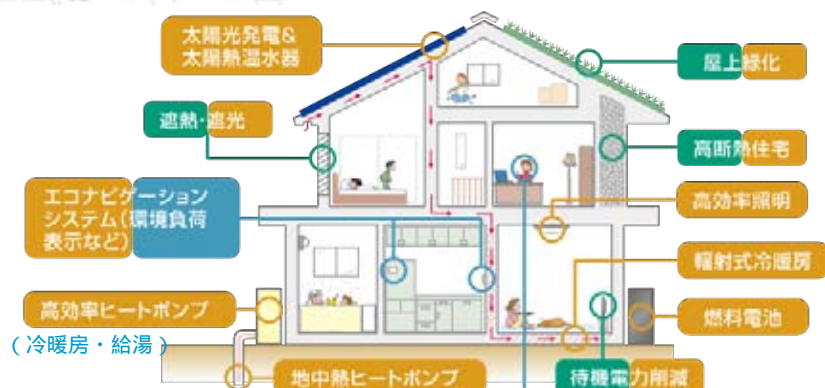 太陽光発電&
太陽熱温水器
屋上緑化
遮熱・遮光
高断熱住宅
エコナビゲーション
システム(環境負荷
表示など)
高効率照明
輻射式冷暖房
高効率ヒートポンプ
(冷暖房・給湯)
燃料電池
地中熱ヒートポンプ
待機電力削減